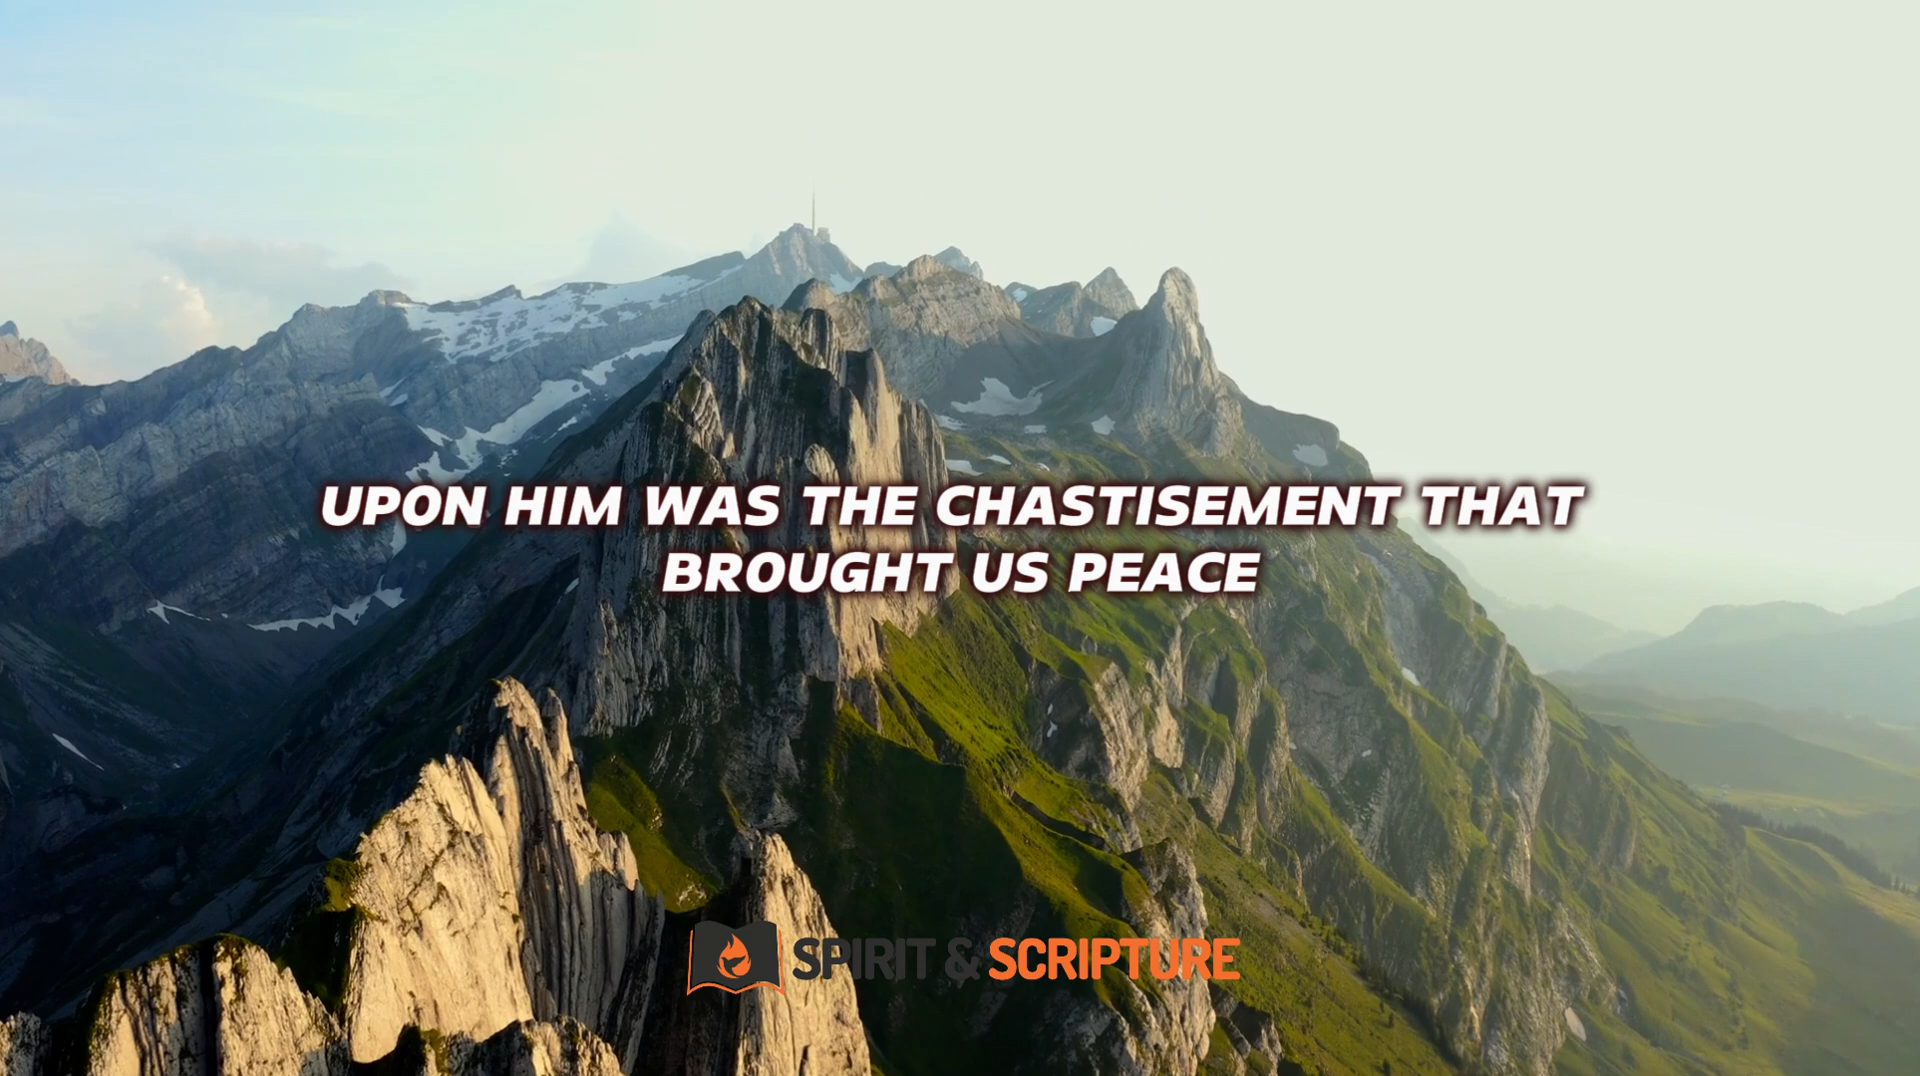 UPON HIM WAS THE CHASTISEMENT THAT
BROUGHT US PEACE
SPIRIT & SCRIPTURE